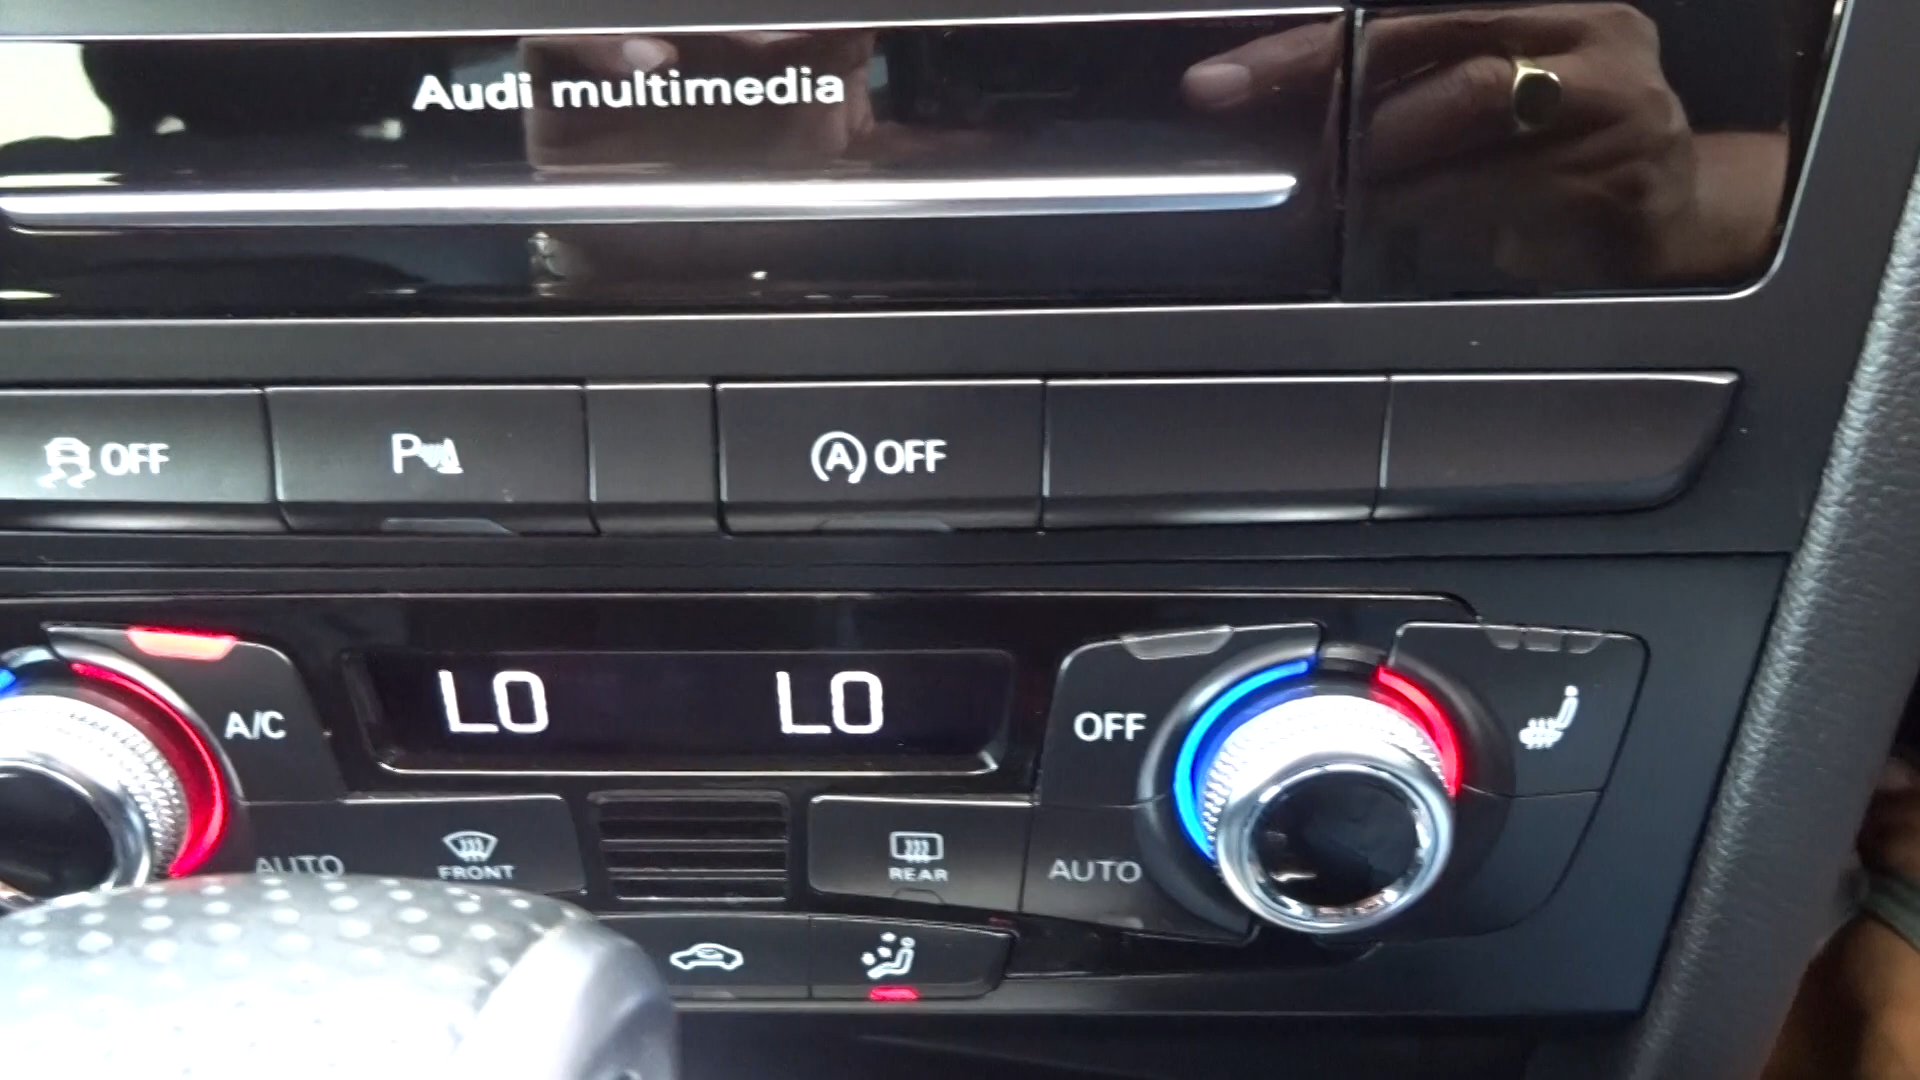 Audi multimedia
OFF
P
A OFF
A/C
LO
LO
OFF
AUTO
FRONT
REAR
AUTO